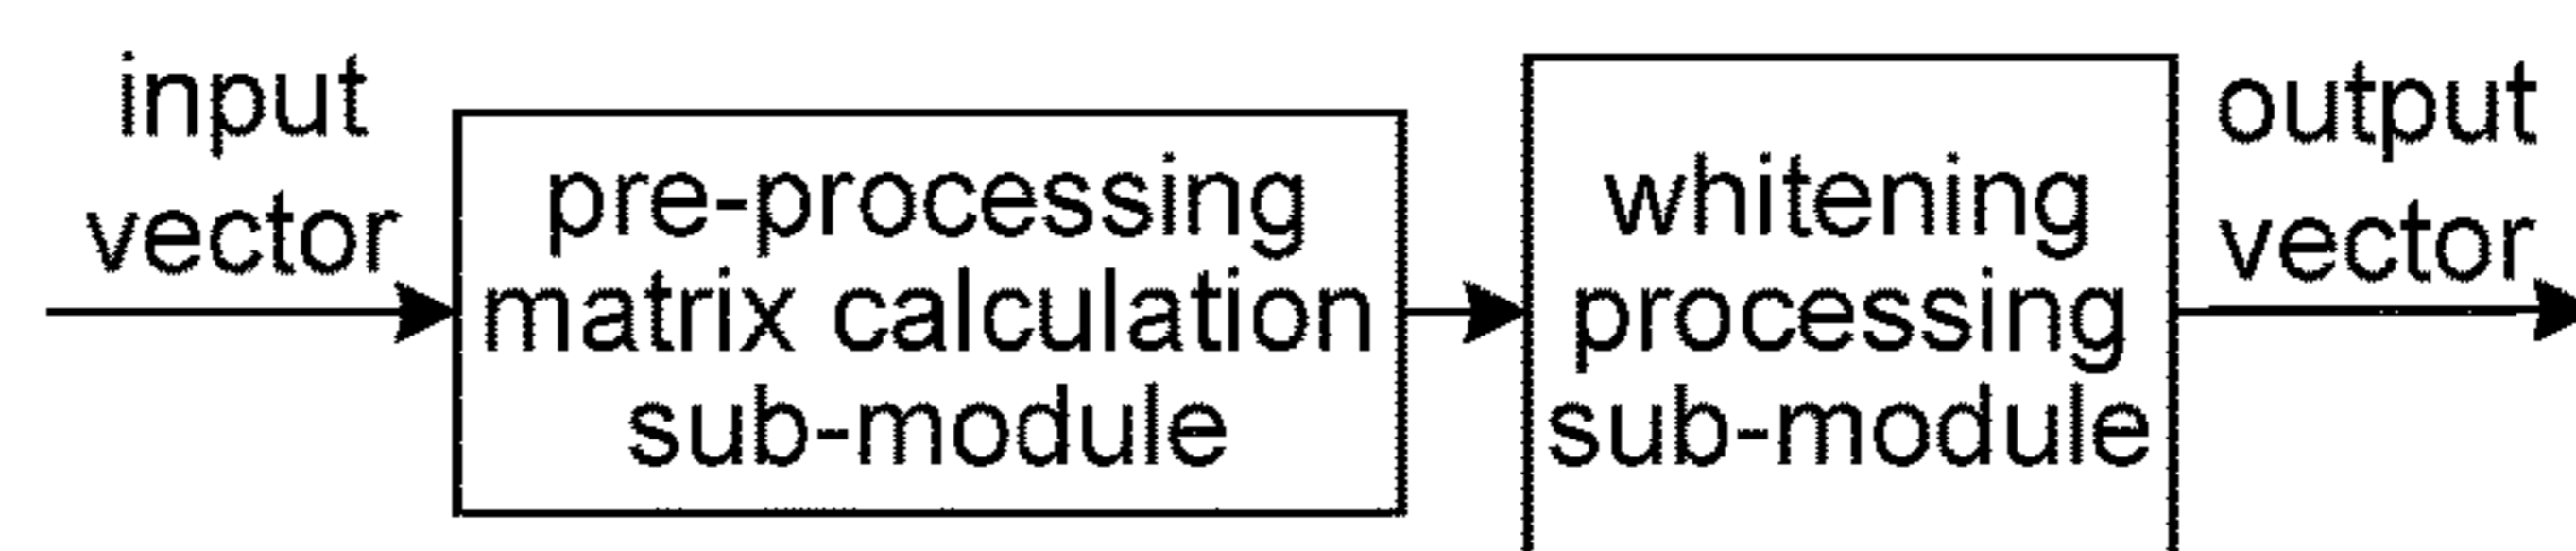 input
vector
pre-processing
matrix calculation
sub-module
whitening
processing
sub-module
output
vector